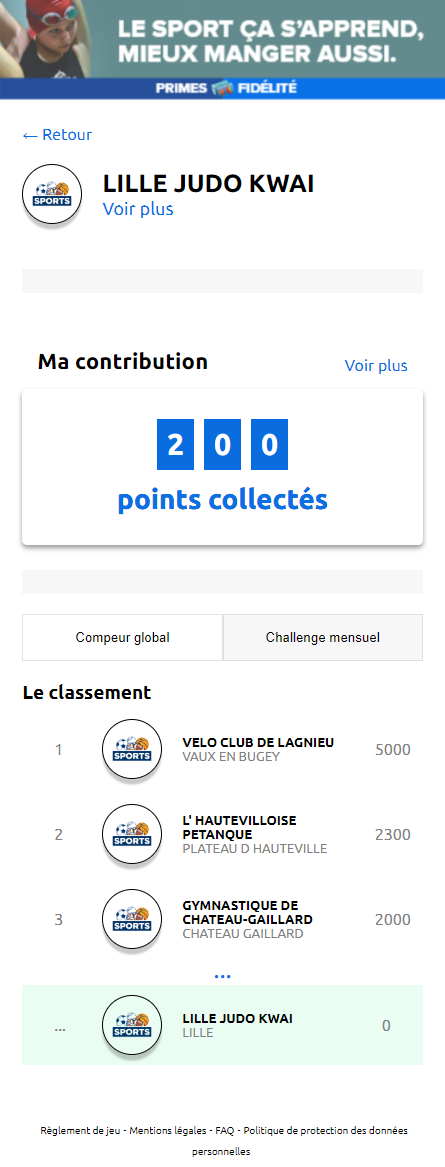 LE SPORT ÇA S'APPREND,
MIEUX MANGER AUSSI.
PRIMES FIDÉLITÉ
← Retour
SPORTS
LILLE JUDO KWAI
Voir plus
Ma contribution
Voir plus
2 0 0
points collectés
Compeur global
Challenge mensuel
Le classement
1
SPORTS
VELO CLUB DE LAGNIEU
VAUX EN BUGEY
5000
2
SPORTS
L' HAUTEVILLOISE
PETANQUE
PLATEAU D HAUTEVILLE
2300
3
SPORTS
GYMNASTIQUE DE
CHATEAU-GAILLARD
CHATEAU GAILLARD
2000
...
...
SPORTS
LILLE JUDO KWAI
LILLE
0
Règlement de jeu - Mentions légales - FAQ - Politique de protection des données
personnelles